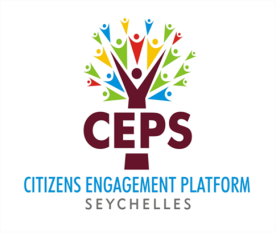 CEPS
CITIZENS ENGAGEMENT PLATFORM
SEYCHELLES